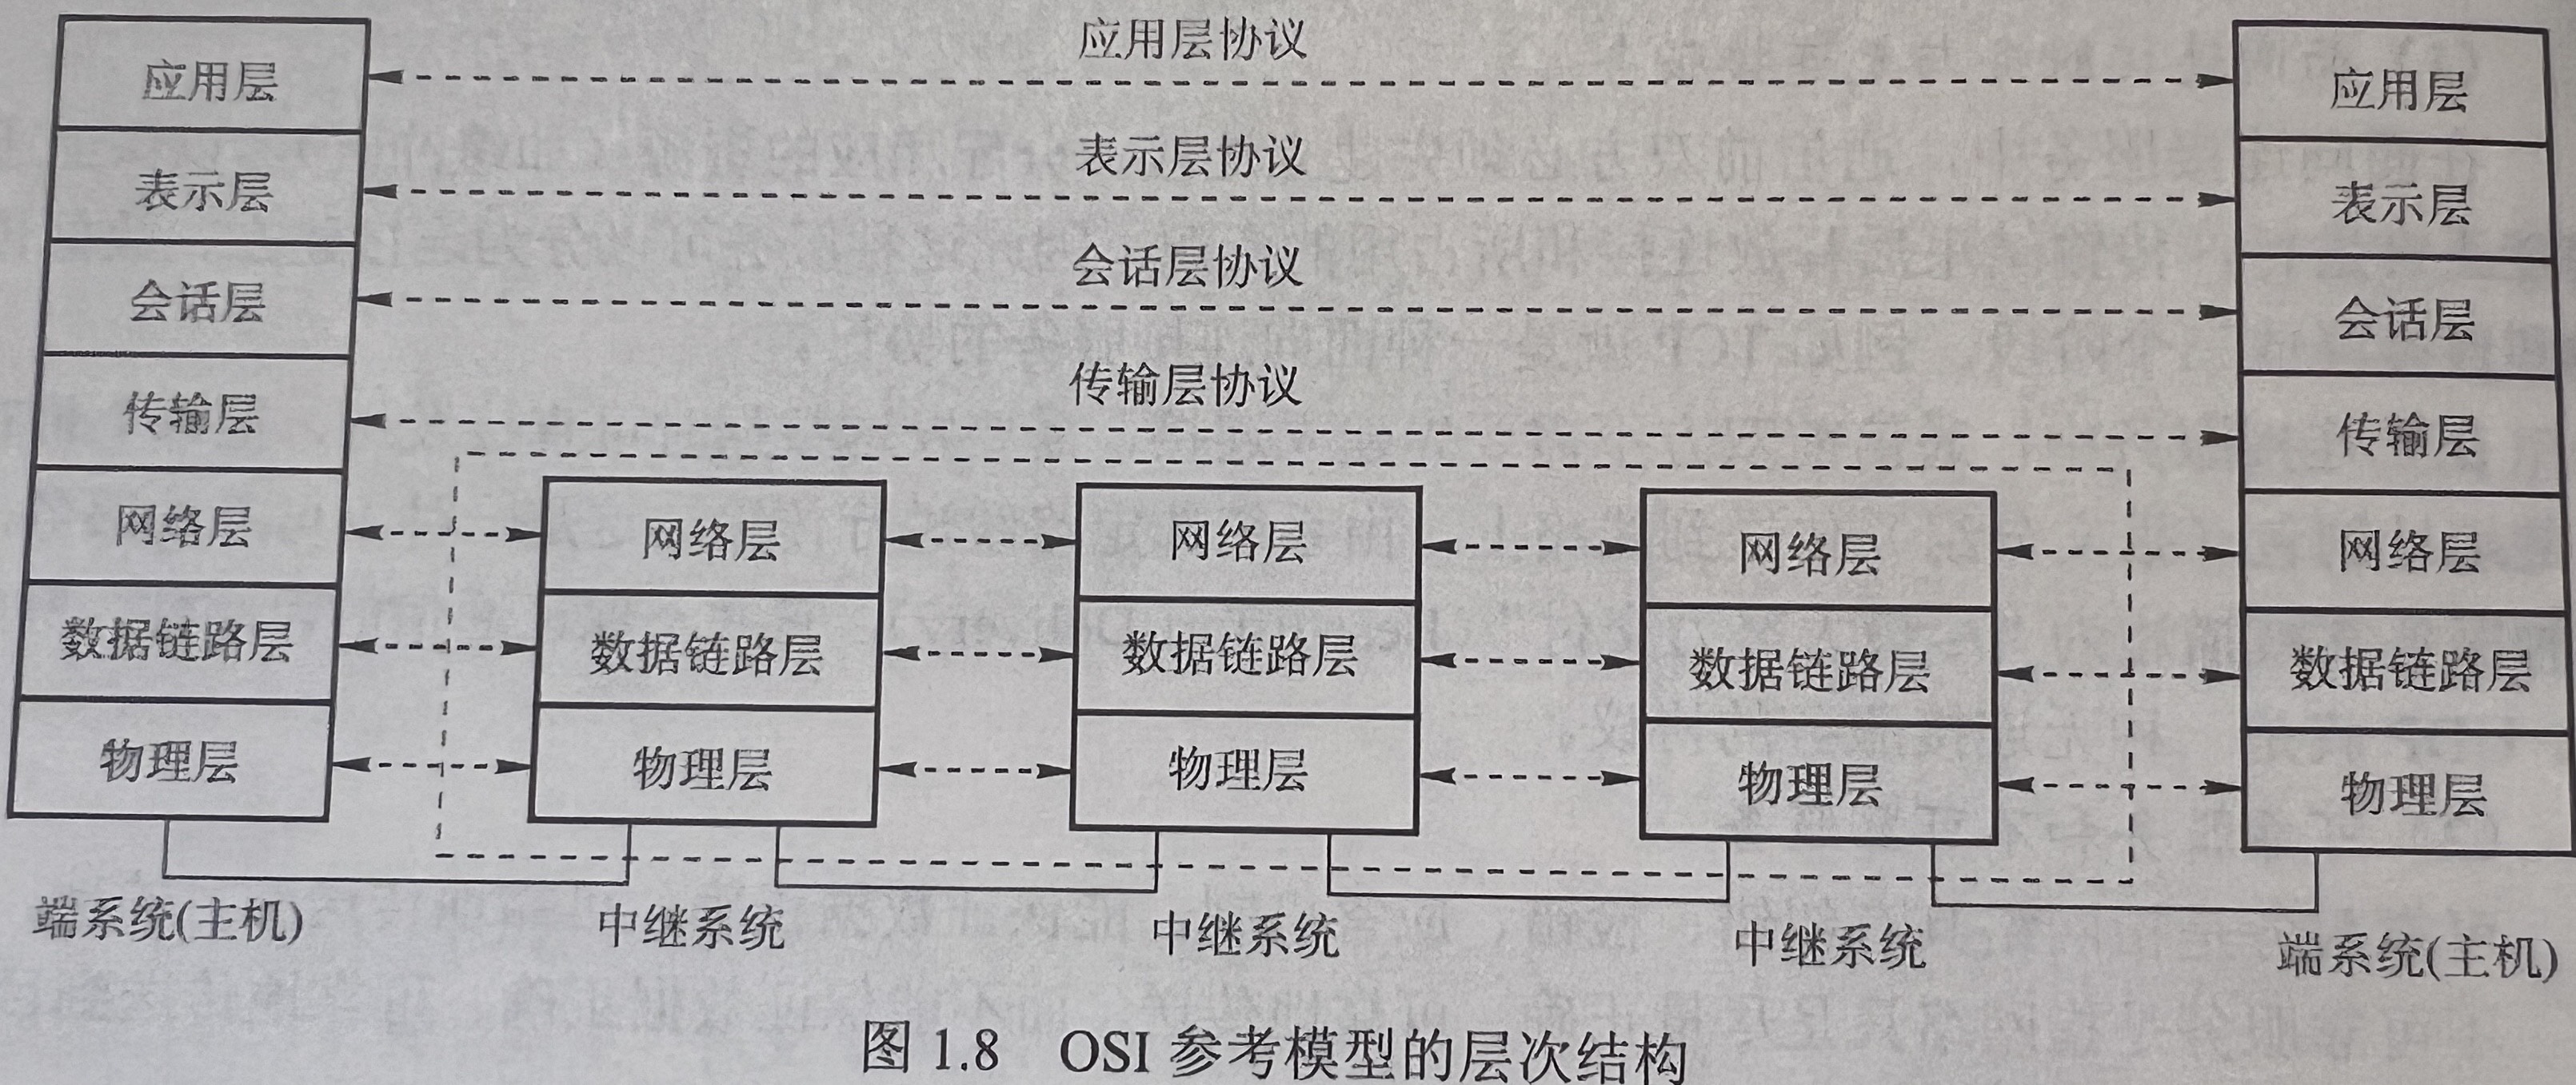 应用层协议
表示层协议
会话层协议
传输层协议
应用层
表示层
会话层
传输层
网络层
数据链路层
物理层
端系统(主机)
网络层
数据链路层
物理层
中继系统
网络层
数据链路层
物理层
中继系统
网络层
数据链路层
物理层
中继系统
应用层
表示层
会话层
传输层
网络层
数据链路层
物理层
端系统(主机)
图 1.8 OSI 参考模型的层次结构